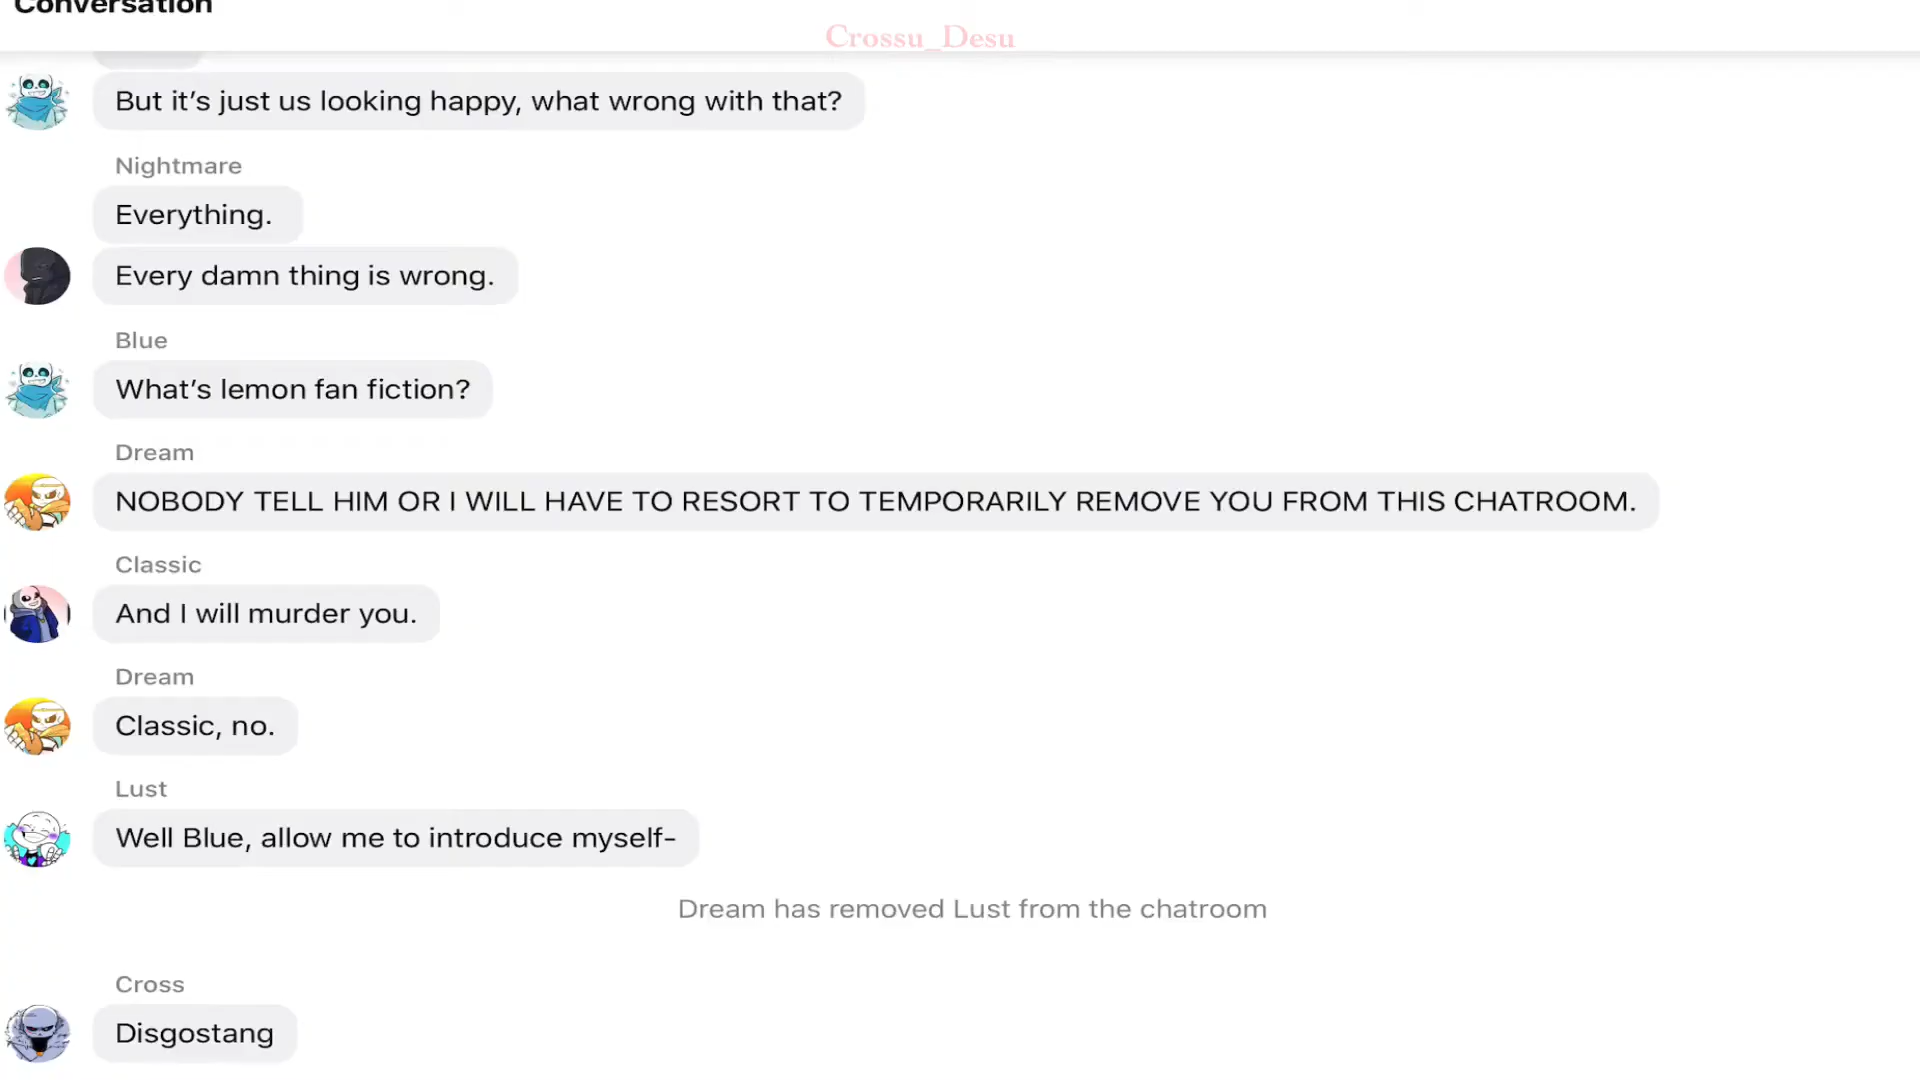 Conversation
Crossu_Desu
But it’s just us looking happy, what wrong with that?
Nightmare
Everything.
Every damn thing is wrong.
Blue
What’s lemon fan fiction?
Dream
NOBODY TELL HIM OR I WILL HAVE TO RESORT TO TEMPORARILY REMOVE YOU FROM THIS CHATROOM.
Classic
And I will murder you.
Dream
Classic, no.
Lust
Well Blue, allow me to introduce myself-
Dream has removed Lust from the chatroom
Cross
Disgostang